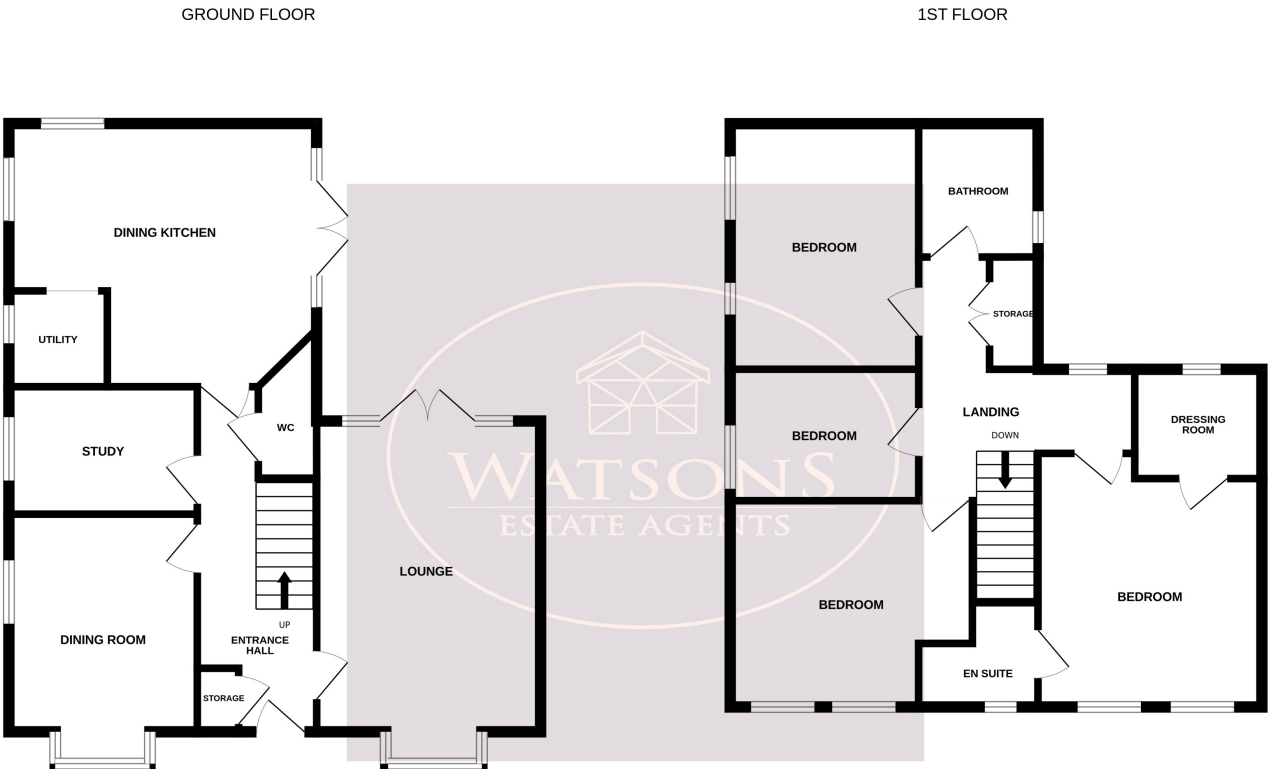 GROUND FLOOR
1ST FLOOR
DINING KITCHEN
UTILITY
STUDY
WC
LOUNGE
DINING ROOM
UP
ENTRANCE
HALL
STORAGE
BATHROOM
BEDROOM
STORAGE
BEDROOM
LANDING
DOWN
DRESSING
ROOM
BEDROOM
BEDROOM
EN SUITE
WATSONS
ESTATE AGENTS